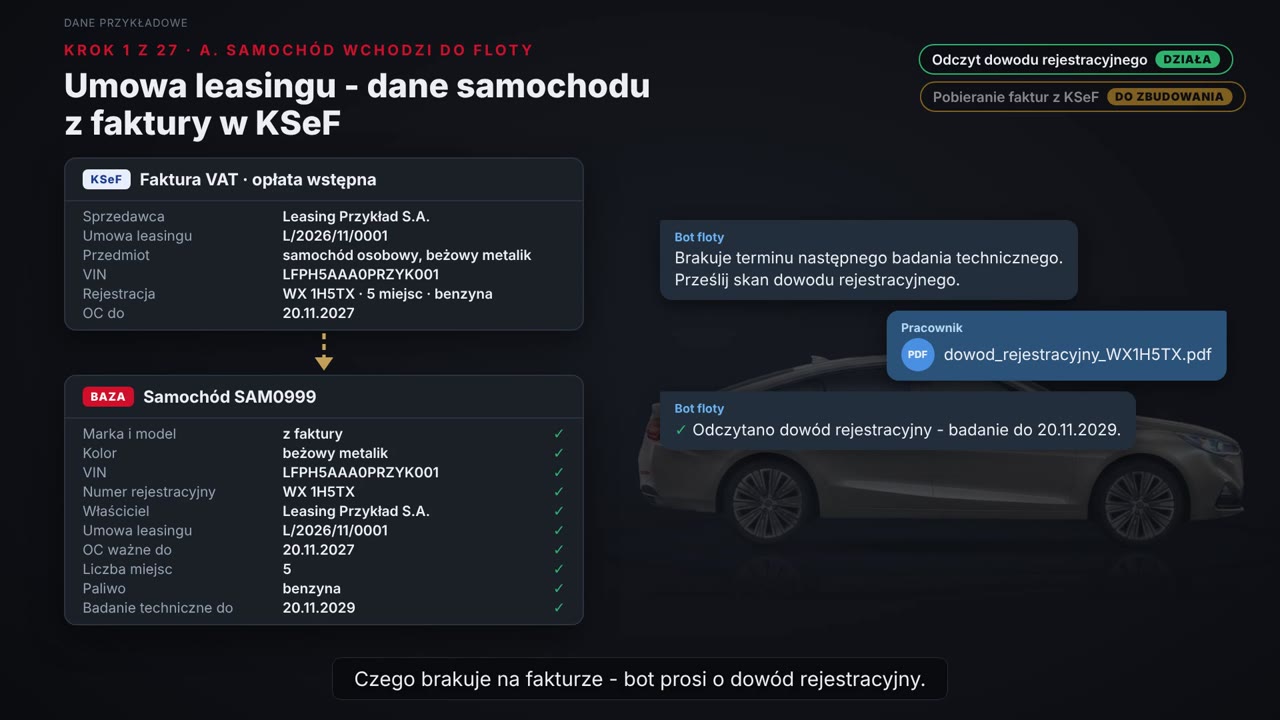 DANE PRZYKŁADOWE
KROK 1 Z 27 · A. SAMOCHÓD WCHODZI DO FLOTY
Umowa leasingu - dane samochodu
z faktury w KSeF
Odczyt dowodu rejestracyjnego DZIAŁA
Pobieranie faktur z KSeF DO ZBUDOWANIA
KSeF Faktura VAT · opłata wstępna
Sprzedawca Leasing Przykład S.A.
Umowa leasingu L/2026/11/0001
Przedmiot samochód osobowy, beżowy metalik
VIN LFPH5AAA0PRZYK001
Rejestracja WX 1H5TX · 5 miejsc · benzyna
OC do 20.11.2027
BAZA Samochód SAM0999
Marka i model z faktury ✓
Kolor beżowy metalik ✓
VIN LFPH5AAA0PRZYK001 ✓
Numer rejestracyjny WX 1H5TX ✓
Właściciel Leasing Przykład S.A. ✓
Umowa leasingu L/2026/11/0001 ✓
OC ważne do 20.11.2027 ✓
Liczba miejsc 5 ✓
Paliwo benzyna ✓
Badanie techniczne do 20.11.2029 ✓
Bot floty
Brakuje terminu następnego badania technicznego.
Prześlij skan dowodu rejestracyjnego.
Pracownik
PDF dowod_rejestracyjny_WX1H5TX.pdf
Bot floty
✓ Odczytano dowód rejestracyjny - badanie do 20.11.2029.
Czego brakuje na fakturze - bot prosi o dowód rejestracyjny.